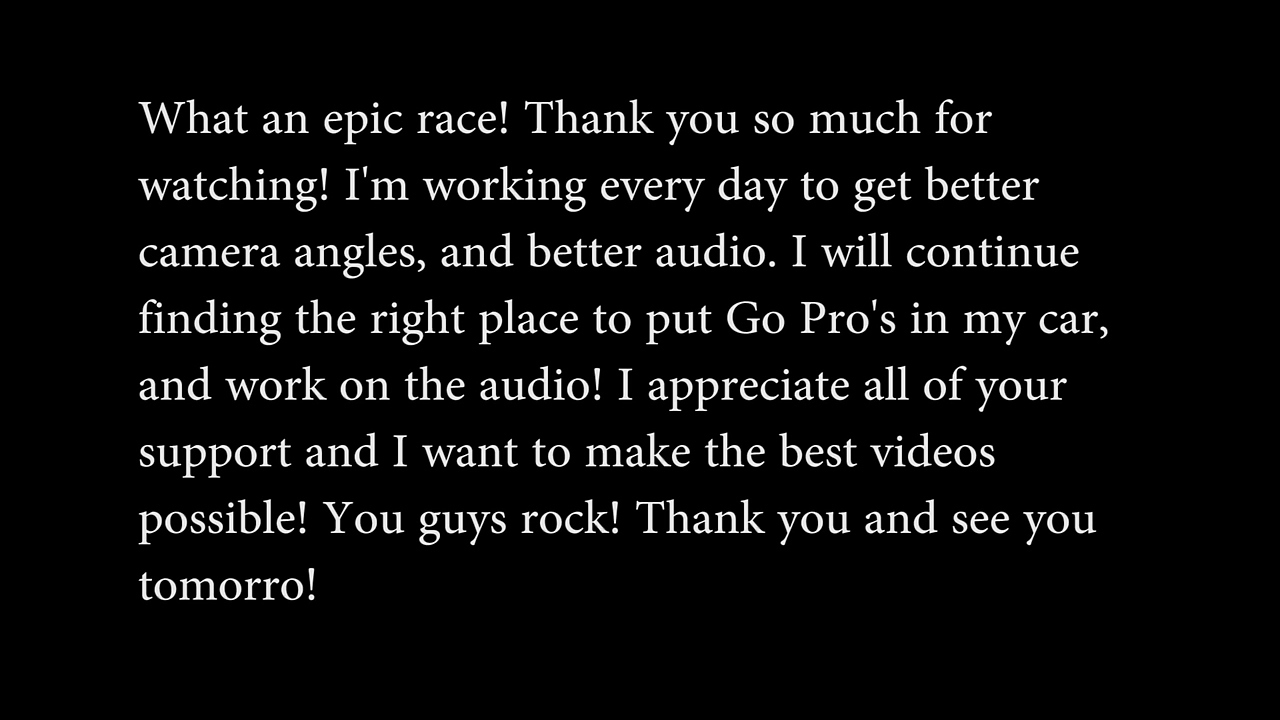 What an epic race! Thank you so much for
watching! I'm working every day to get better
camera angles, and better audio. I will continue
finding the right place to put Go Pro's in my car,
and work on the audio! I appreciate all of your
support and I want to make the best videos
possible! You guys rock! Thank you and see you
tomorro!